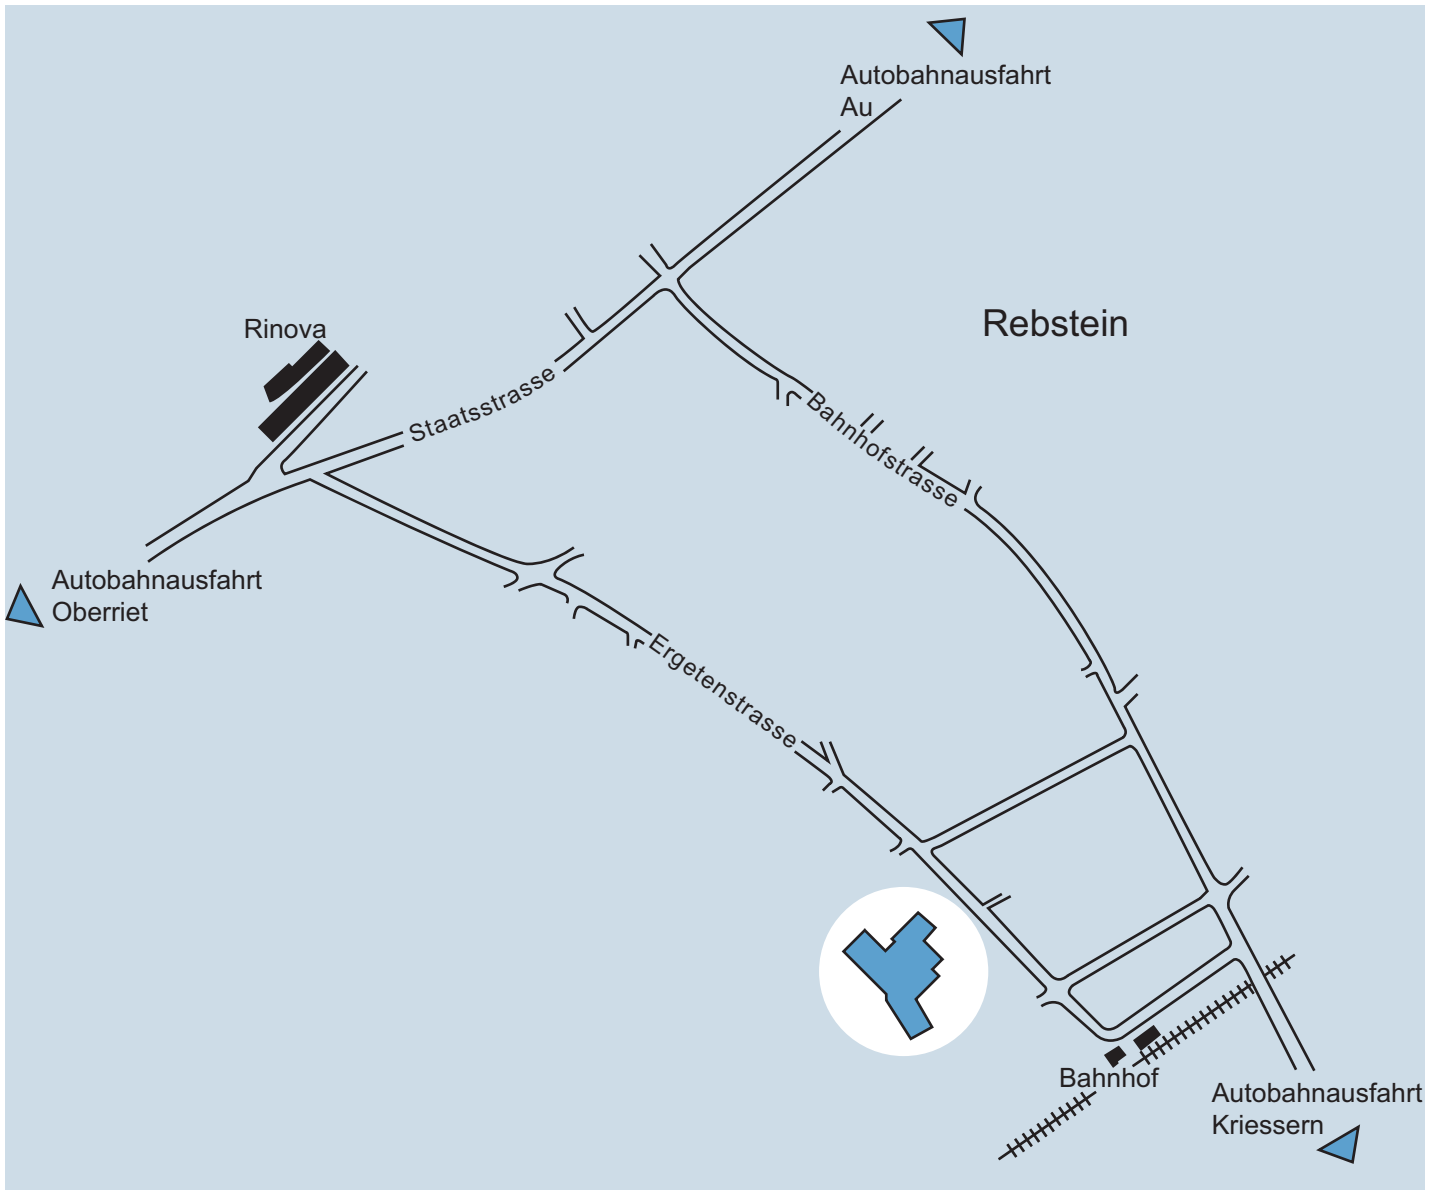 Autobahnausfahrt
Au
Rebstein
Rinova
Staatsstrasse
Bahnhofstrasse
Autobahnausfahrt
Oberriet
Ergetenstrasse
Bahnhof
Autobahnausfahrt
Kriessern